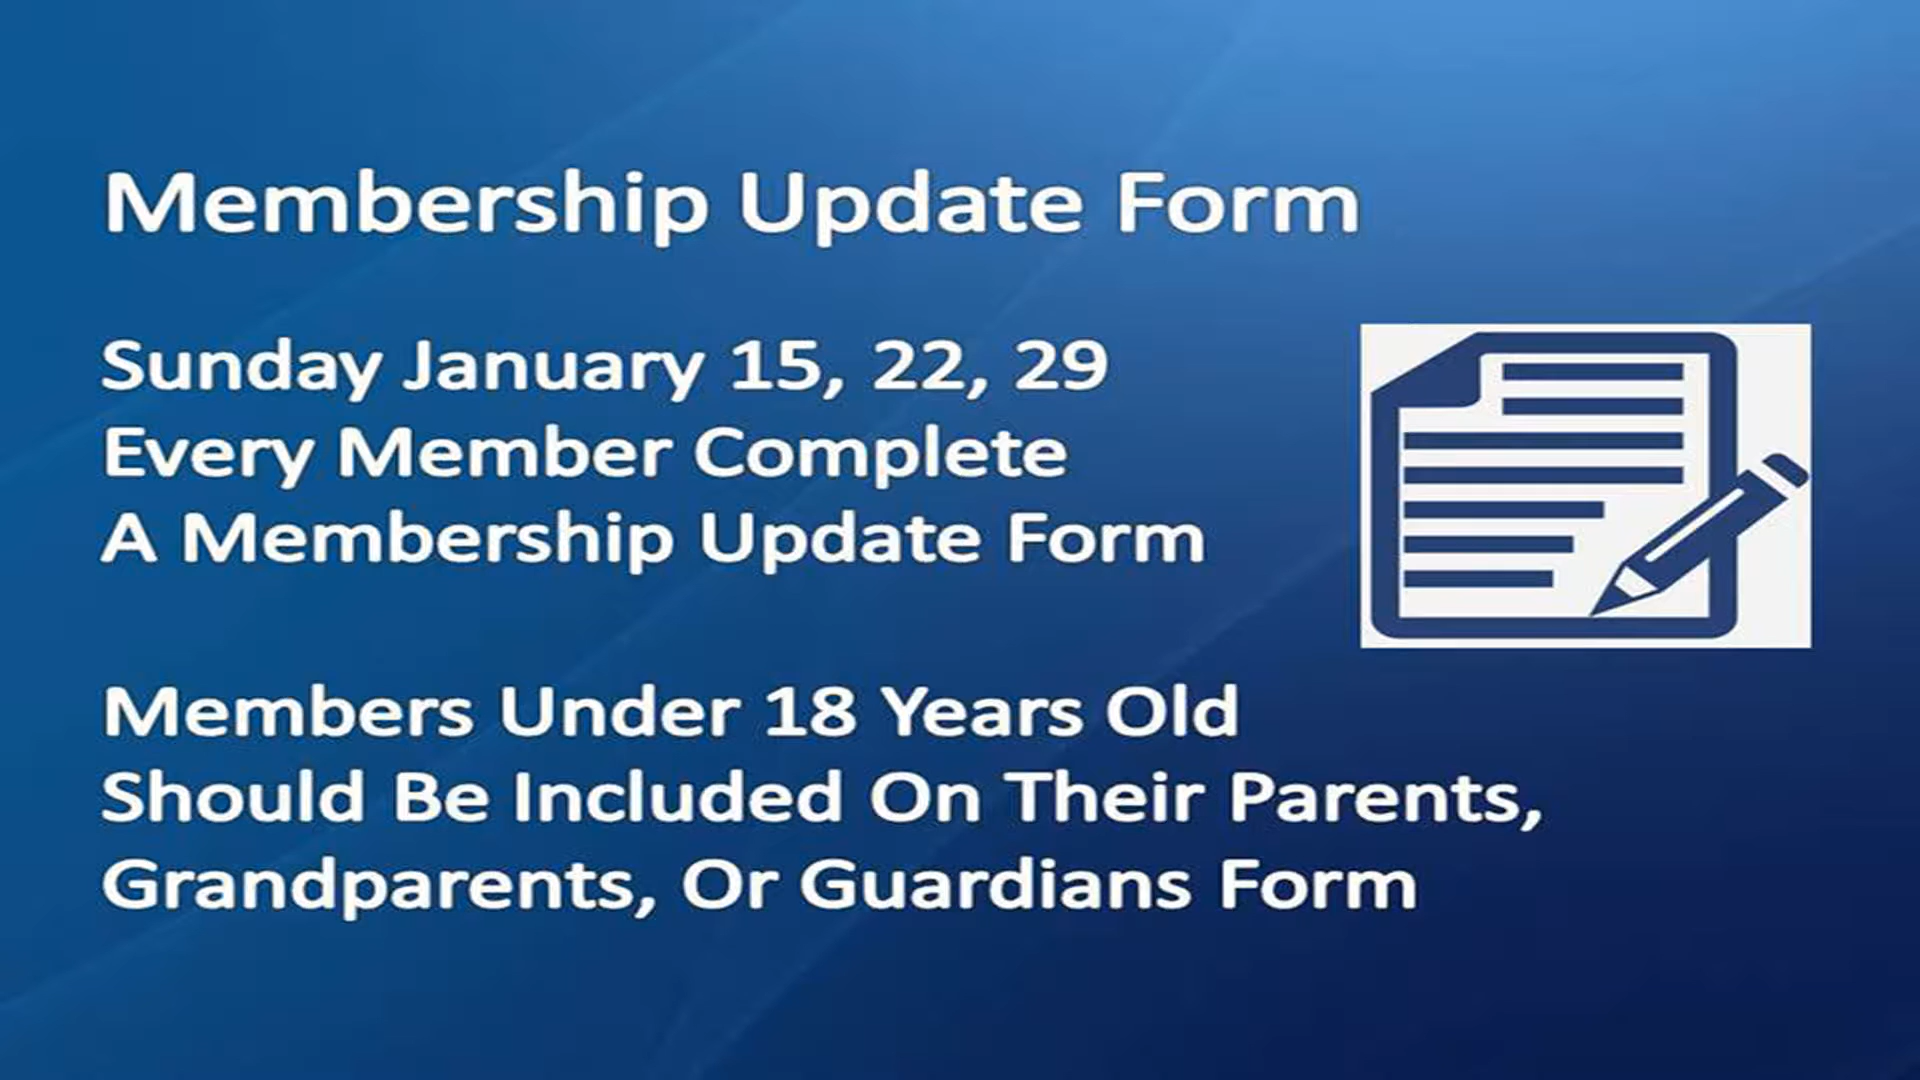 Membership Update Form
Sunday January 15, 22, 29
Every Member Complete
A Membership Update Form
Members Under 18 Years Old
Should Be Included On Their Parents,
Grandparents, Or Guardians Form